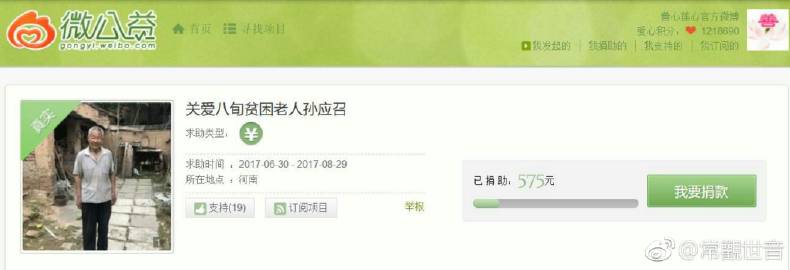 微公益
gongyi.weibo.com
首页 寻找项目
善心莲心官方微博
爱心积分: 1218690
我发起的 | 我捐助的 | 我支持的 | 我订阅的
真实
关爱八旬贫困老人孙应召
求助类型: ¥
求助时间 : 2017-06-30 - 2017-08-29
所在地点 : 河南
支持(19) 订阅项目 举报
已捐助: 575元
我要捐款
@常觀世音